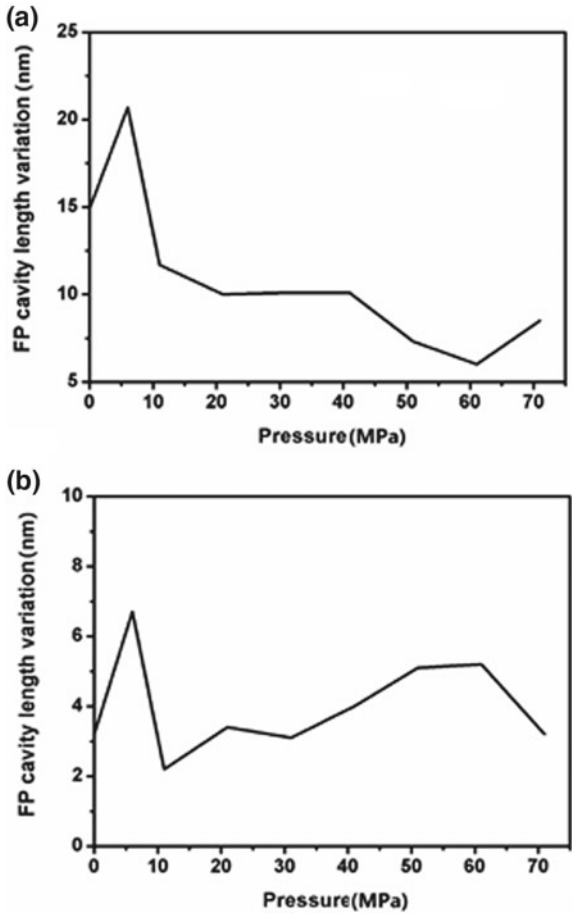 (a)
FP cavity length variation (nm)
25
20
15
10
5
0 10 20 30 40 50 60 70
Pressure(MPa)
(b)
FP cavity length variation(nm)
10
8
6
4
2
0
0 10 20 30 40 50 60 70
Pressure(MPa)